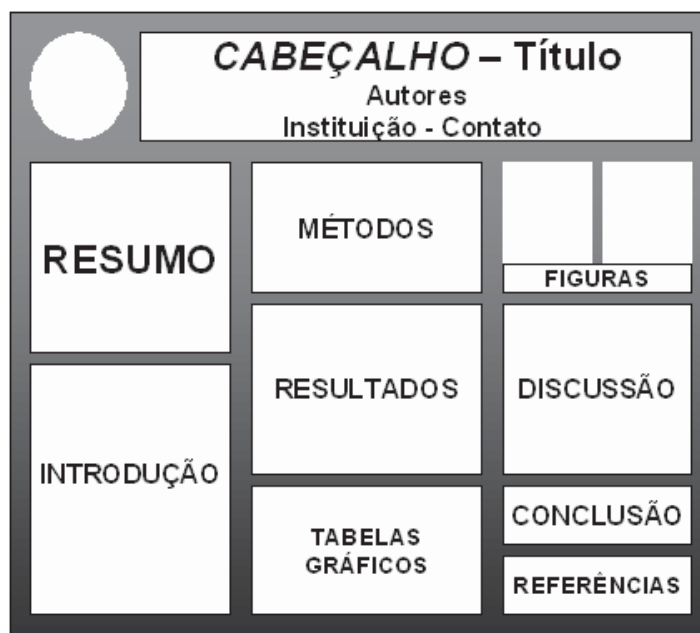 CABEÇALHO – Título
Autores
Instituição - Contato
RESUMO
INTRODUÇÃO
MÉTODOS
RESULTADOS
TABELAS
GRÁFICOS
FIGURAS
DISCUSSÃO
CONCLUSÃO
REFERÊNCIAS